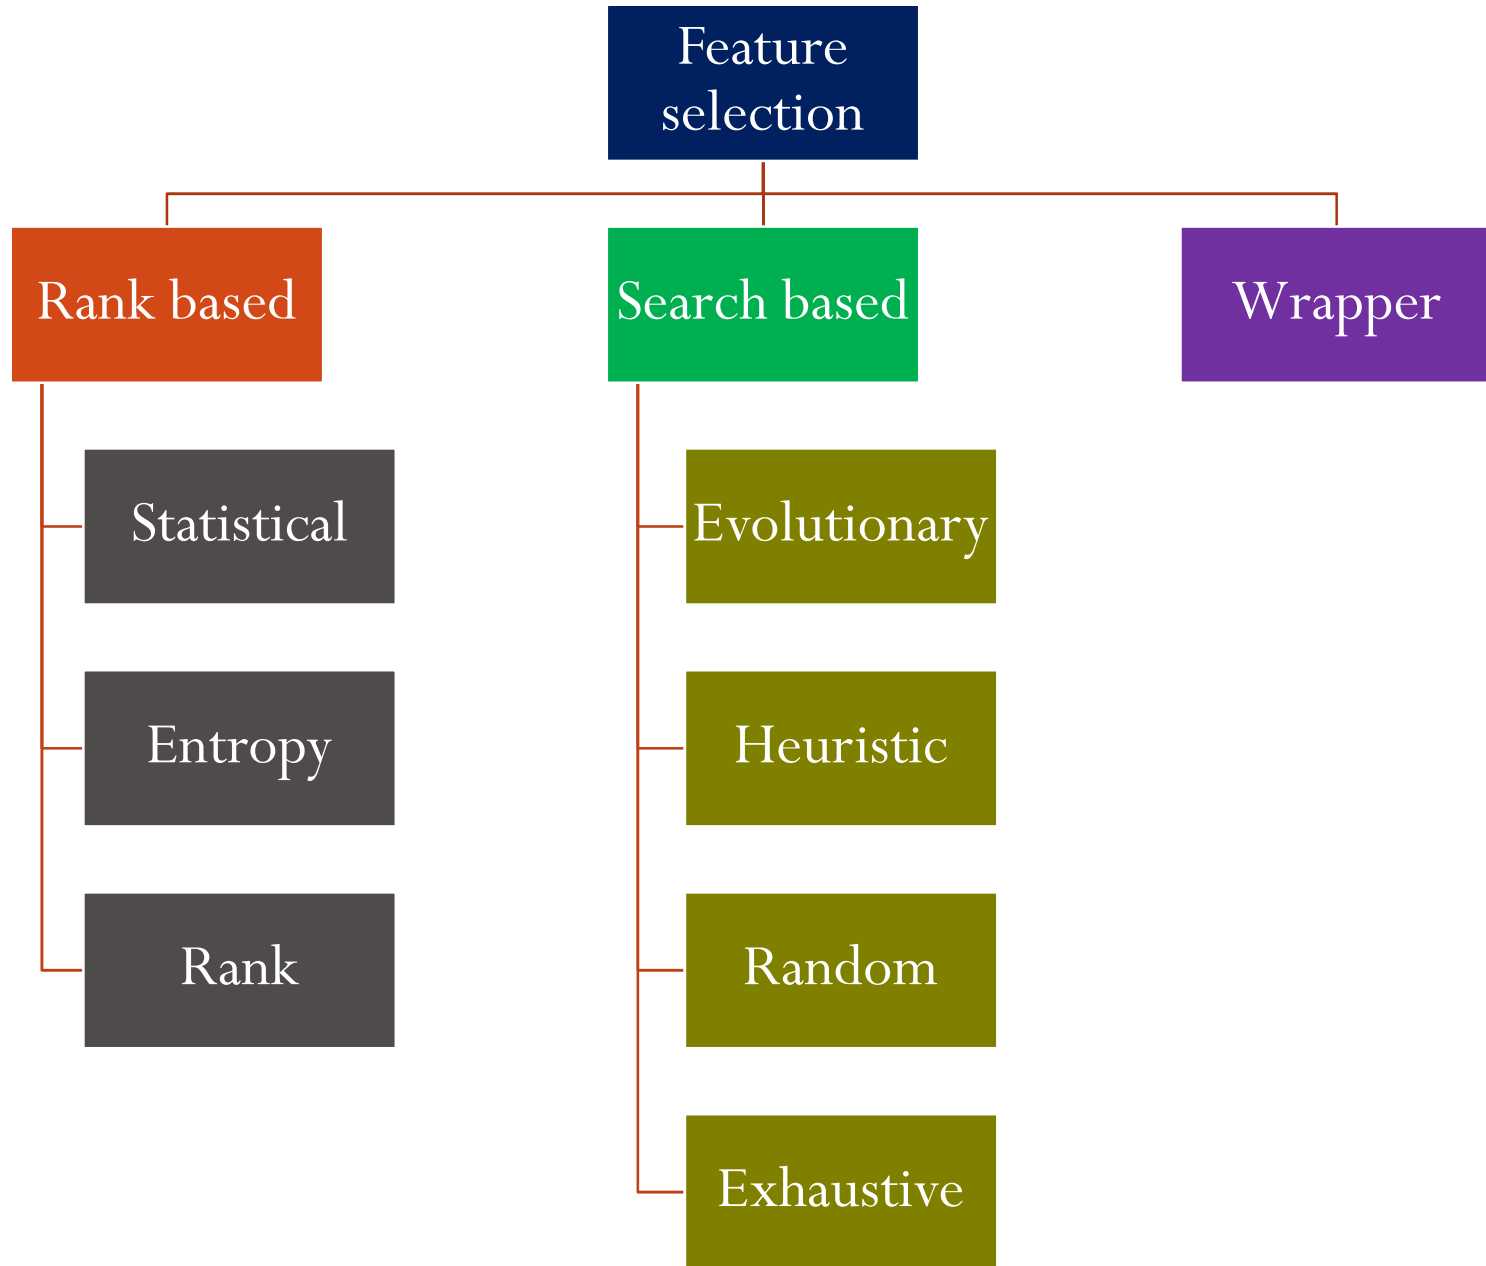 Feature
selection
Rank based
Search based
Wrapper
Statistical
Evolutionary
Entropy
Heuristic
Rank
Random
Exhaustive